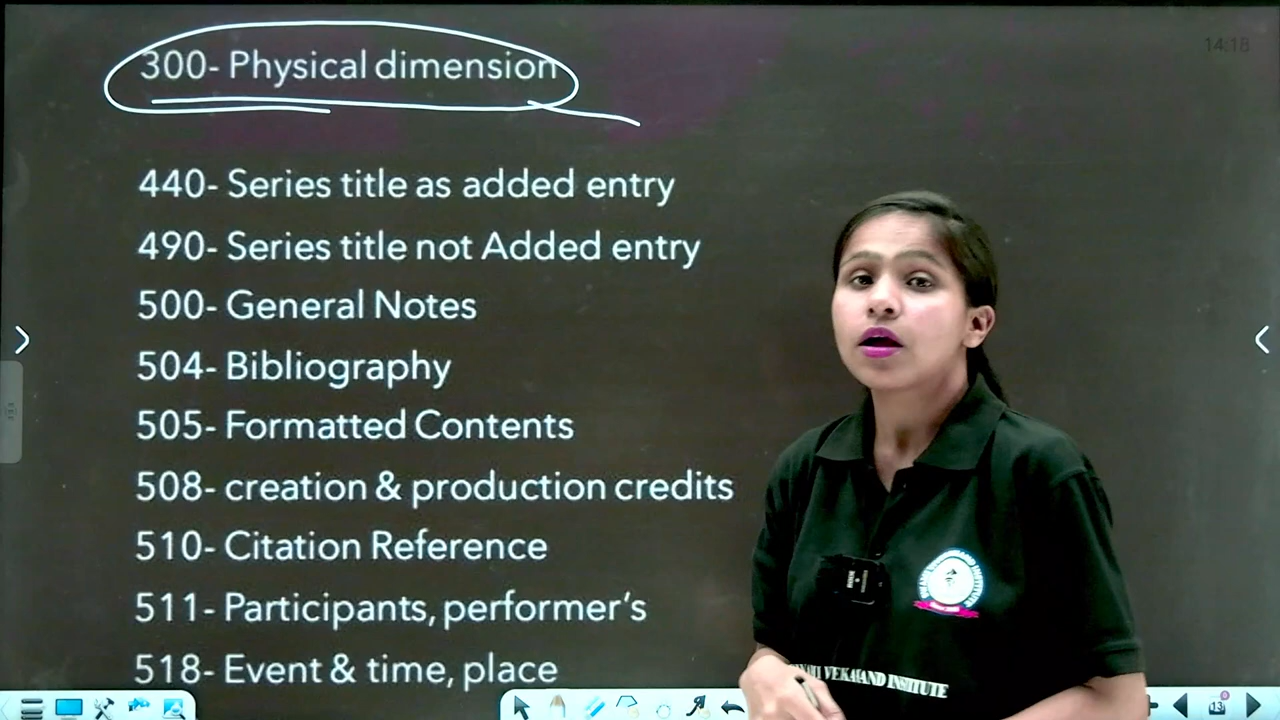 14:18
300- Physical dimension
440- Series title as added entry
490- Series title not Added entry
500- General Notes
504- Bibliography
505- Formatted Contents
508- creation & production credits
510- Citation Reference
511- Participants, performer's
518- Event & time, place
INSITUTE
13